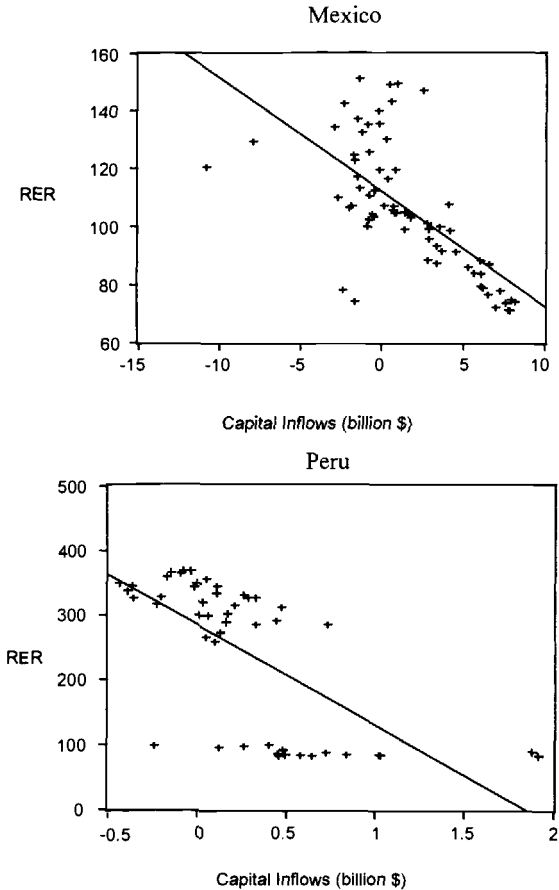 Mexico
160
140
120
RER
100
80
60
-15 -10 -5 0 5 10
Capital Inflows (billion $)
Peru
500
400
300
RER
200
100
0
-0.5 0 0.5 1 1.5 2
Capital Inflows (billion $)